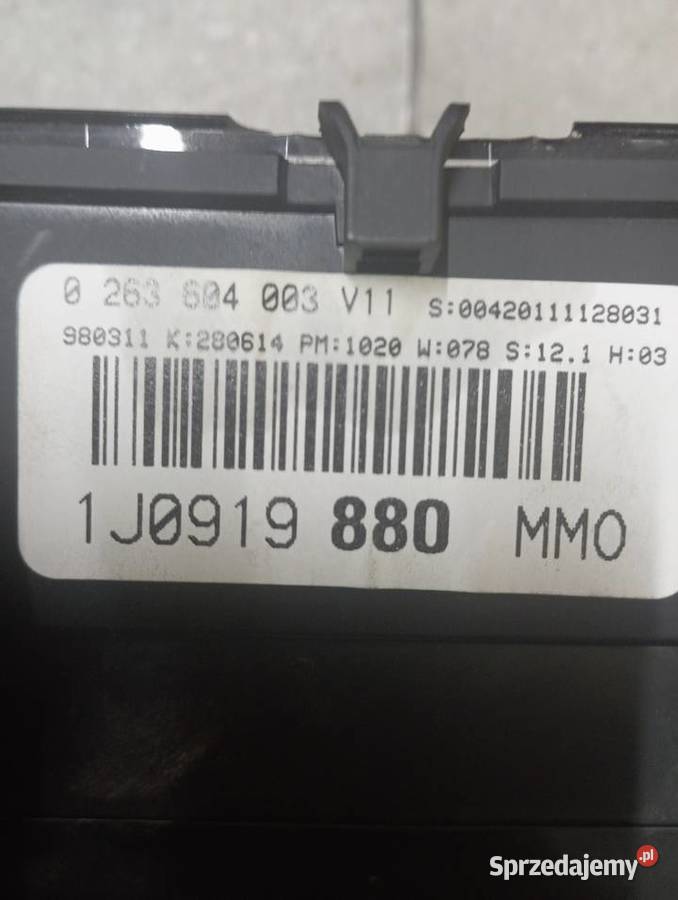 0 263 604 003 V11 S:00420111128031
980311 K:280614 PM:1020 W:078 S:12.1 H:03
1J0919 880 MMO
Sprzedajemy.pl